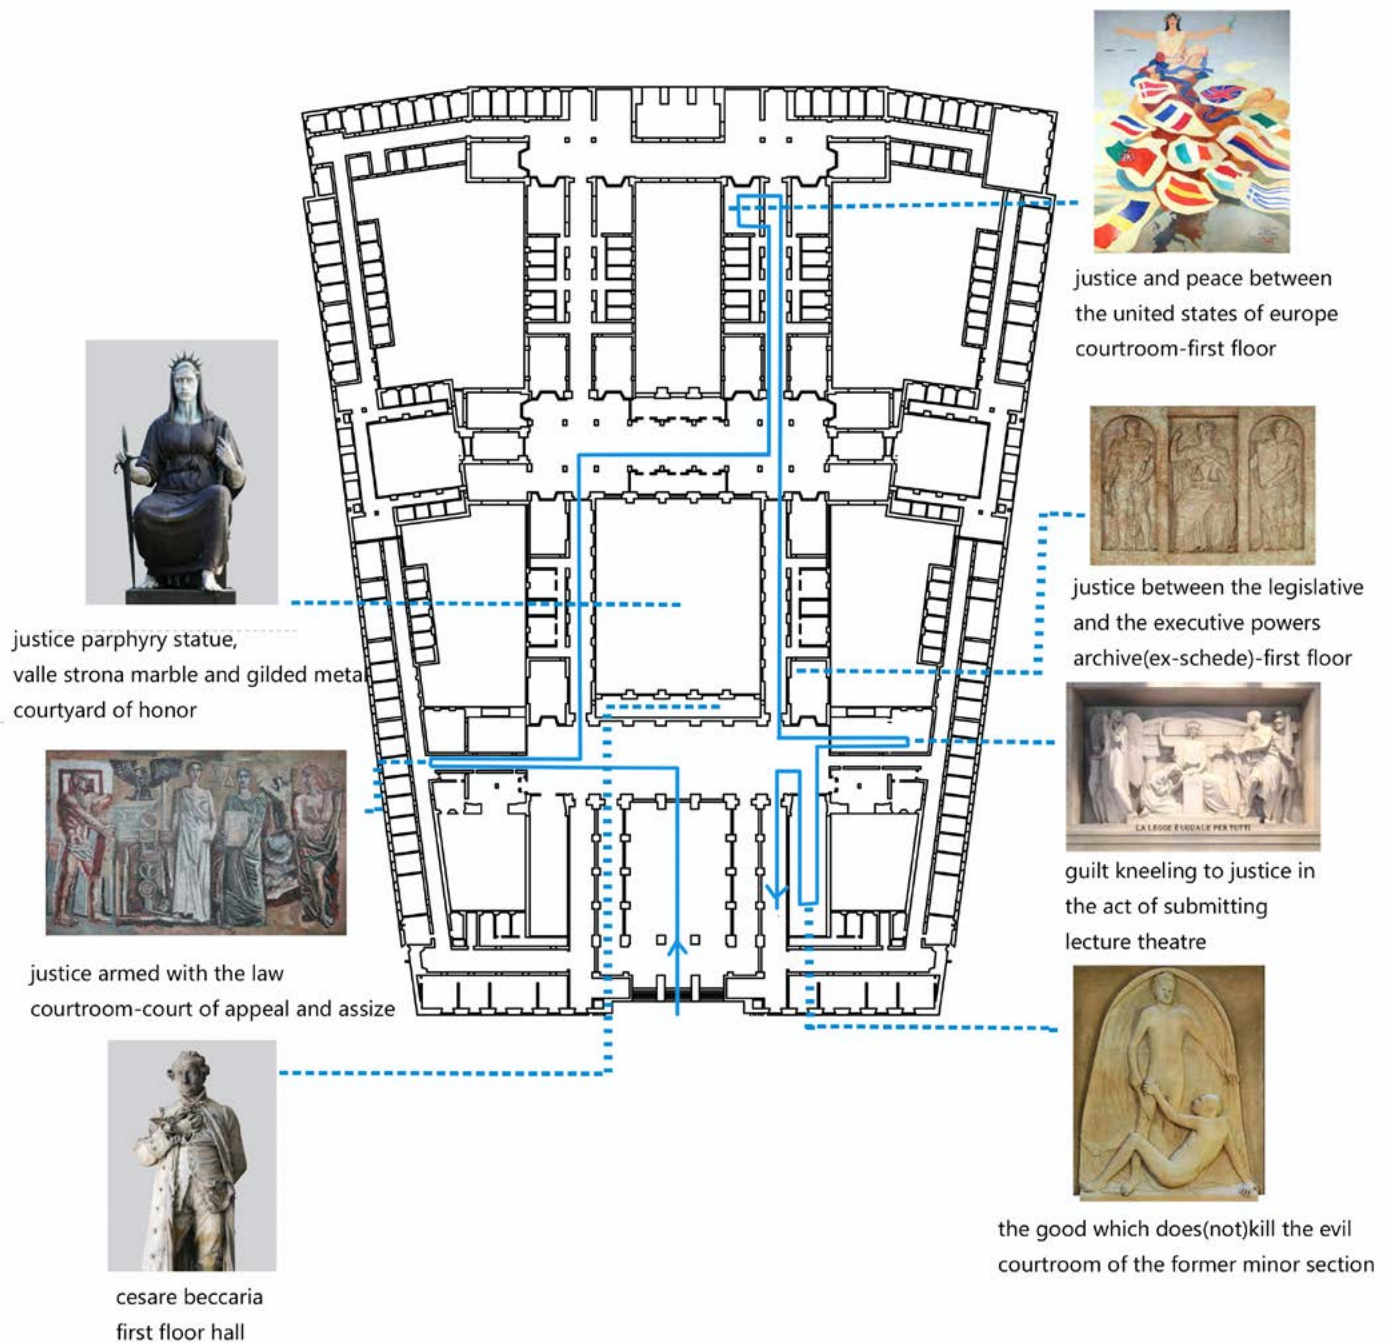 justice and peace between
the united states of europe
courtroom-first floor
justice parphyry statue,
valle strona marble and gilded metal
courtyard of honor
justice between the legislative
and the executive powers
archive(ex-schede)-first floor
LA LEGGE È UGUALE PER TUTTI
guilt kneeling to justice in
the act of submitting
lecture theatre
justice armed with the law
courtroom-court of appeal and assize
the good which does(not)kill the evil
courtroom of the former minor section
cesare beccaria
first floor hall